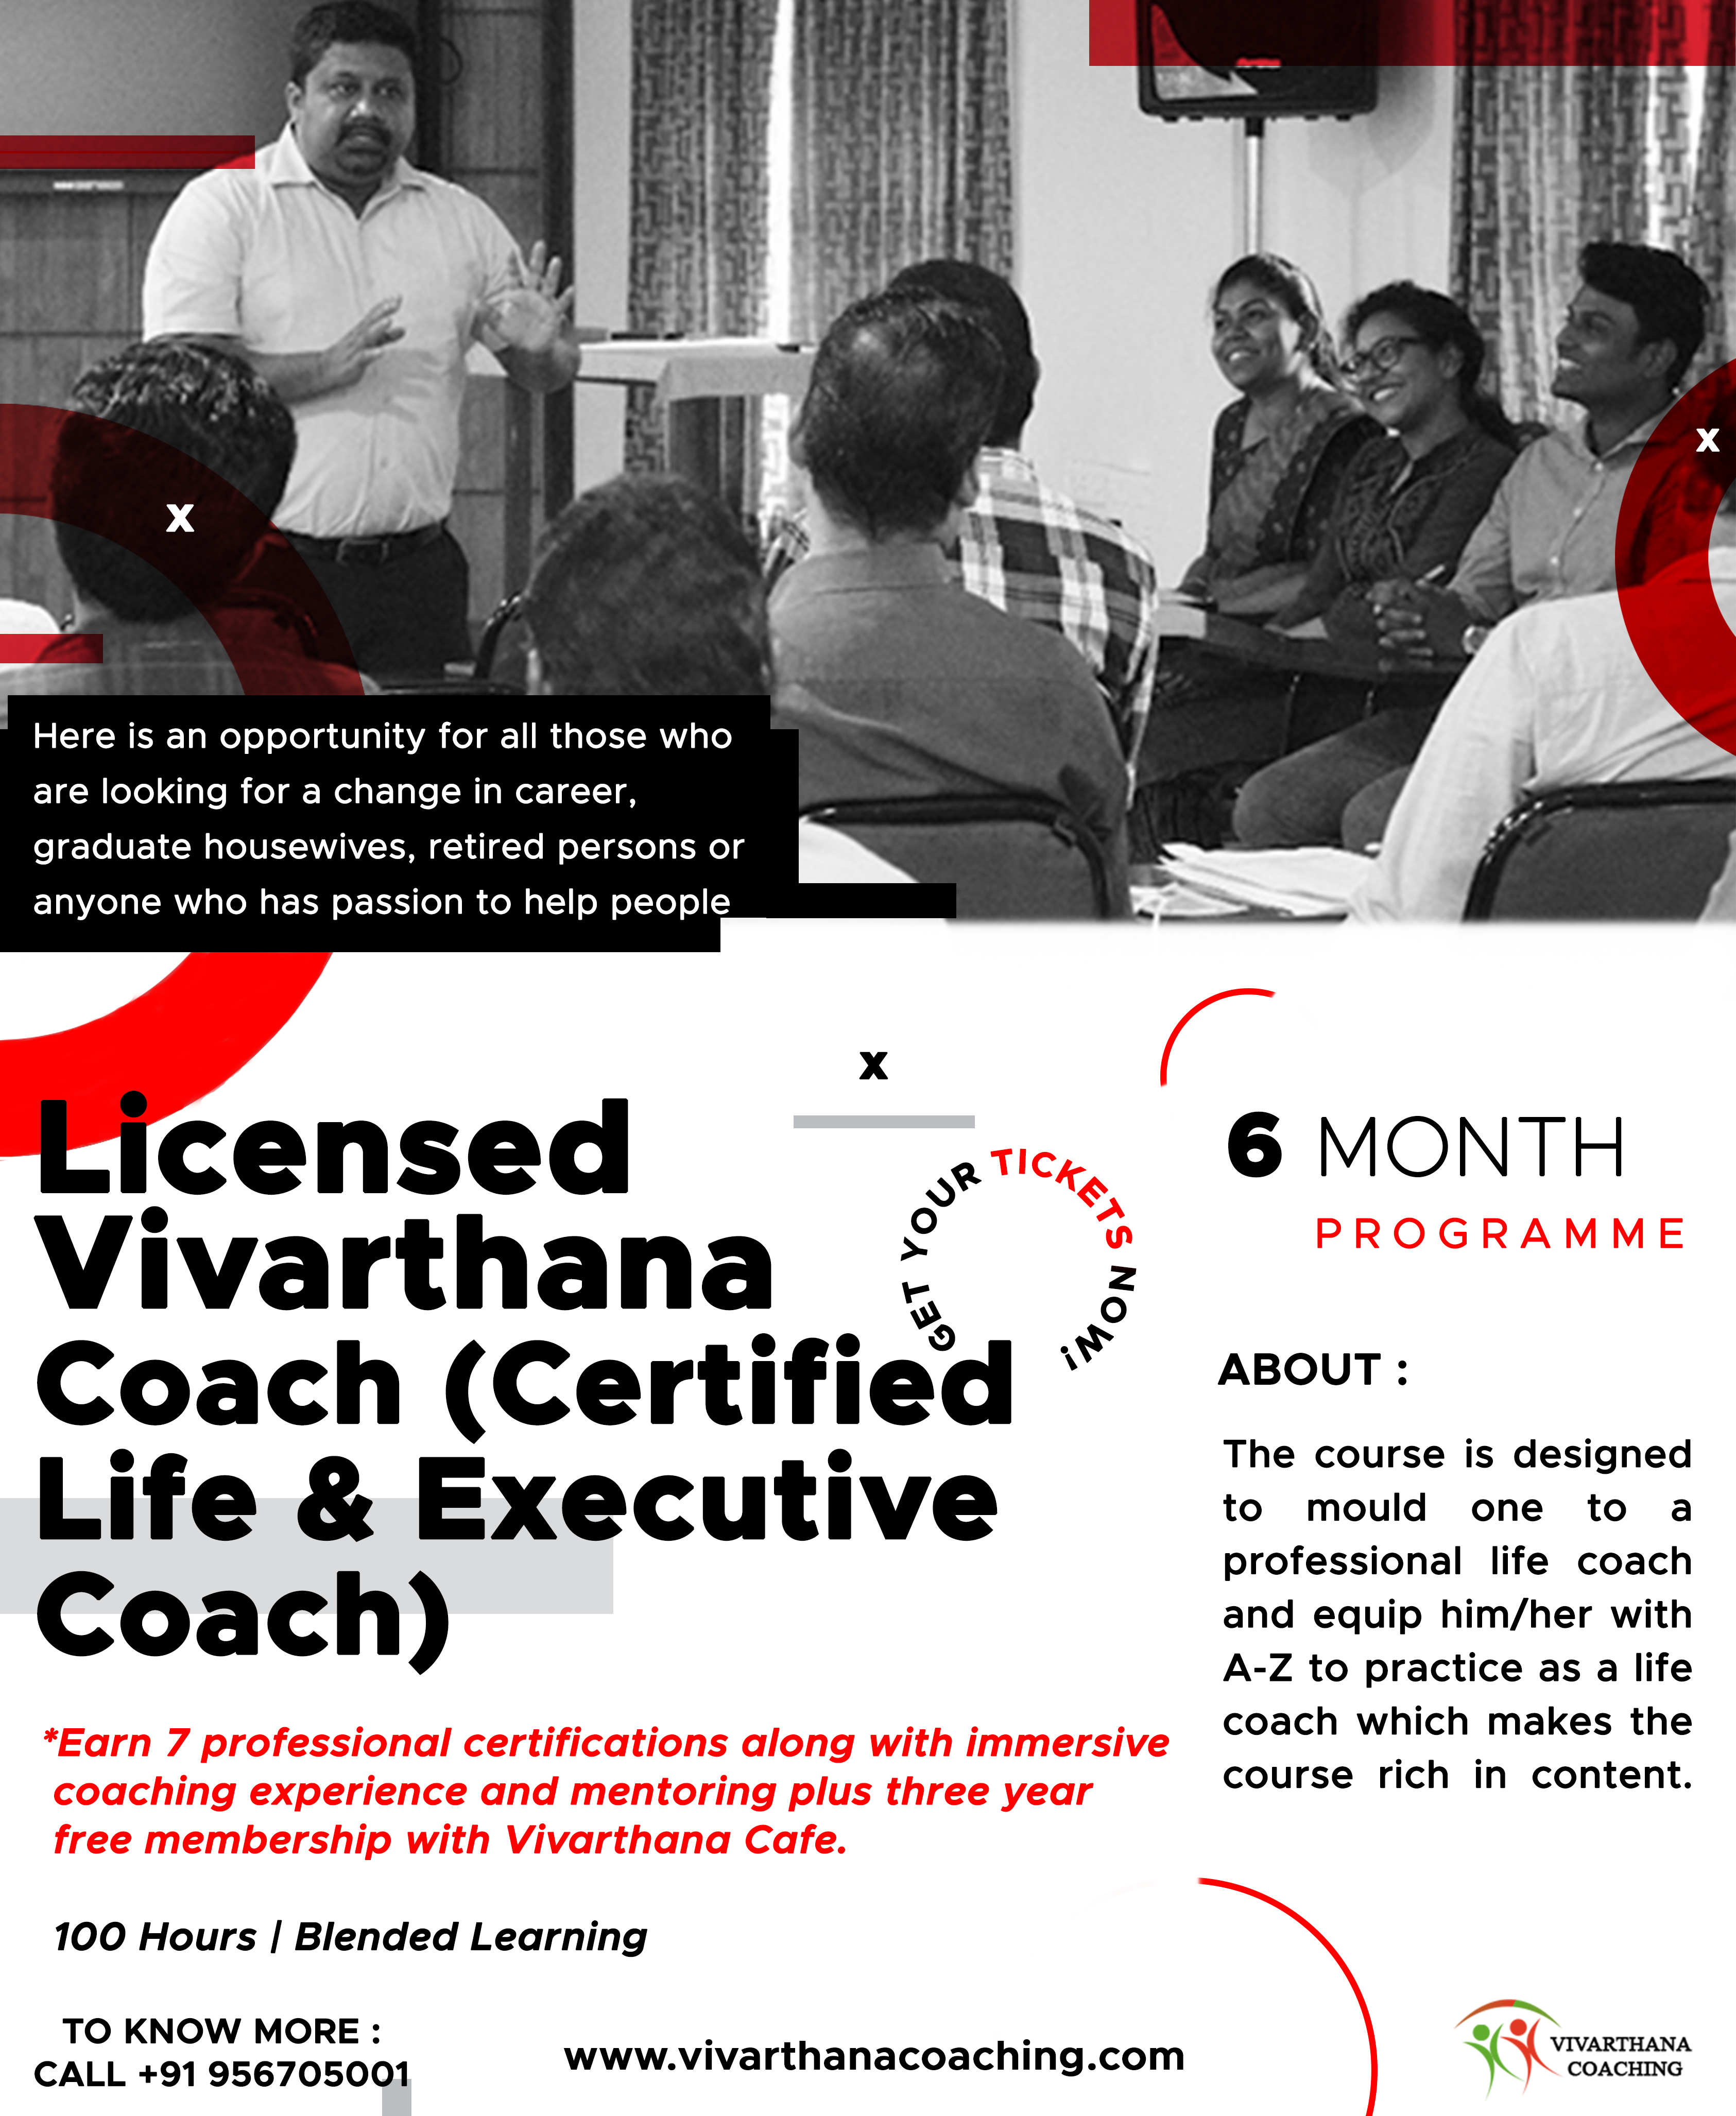 Here is an opportunity for all those who
are looking for a change in career,
graduate housewives, retired persons or
anyone who has passion to help people
x
x
x
Licensed
Vivarthana
Coach (Certified
Life & Executive
Coach)
GET YOUR TICKETS NOW!
6 MONTH
PROGRAMME
ABOUT :
The course is designed
to mould one to a
professional life coach
and equip him/her with
A-Z to practice as a life
coach which makes the
course rich in content.
*Earn 7 professional certifications along with immersive
coaching experience and mentoring plus three year
free membership with Vivarthana Cafe.
100 Hours | Blended Learning
TO KNOW MORE :
CALL +91 956705001
www.vivarthanacoaching.com
VIVARTHANA
COACHING